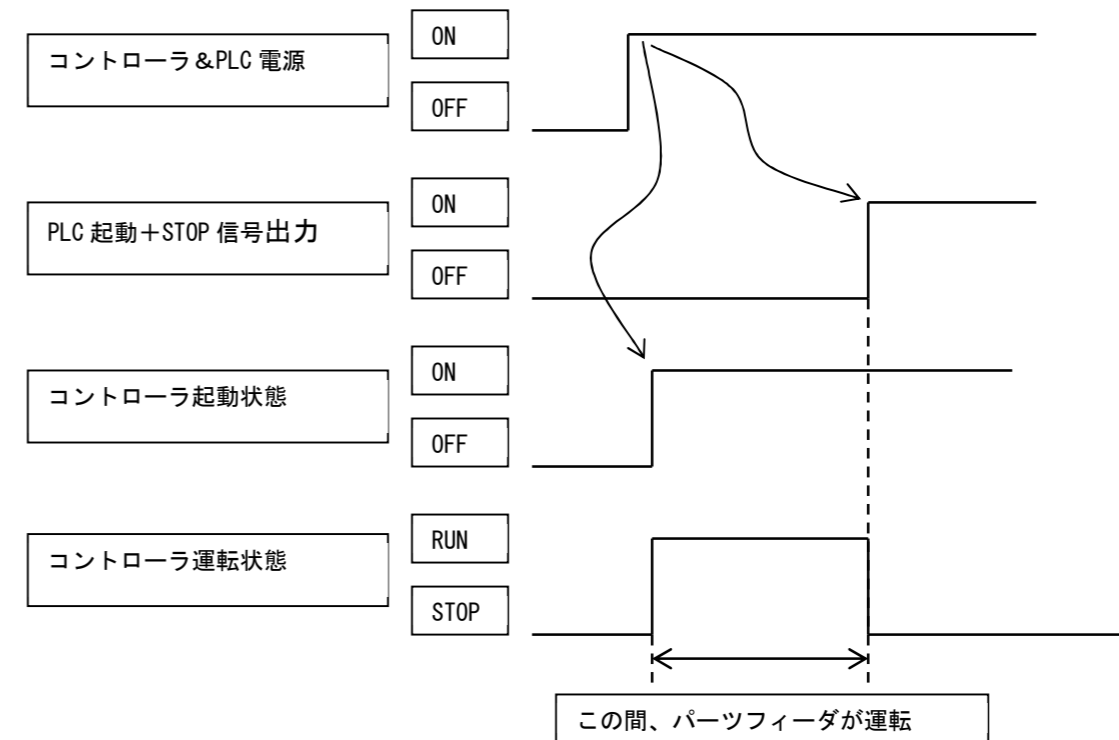 コントローラ＆PLC 電源
ON
OFF
PLC 起動＋STOP 信号出力
ON
OFF
コントローラ起動状態
ON
OFF
コントローラ運転状態
RUN
STOP
この間、パーツフィーダが運転